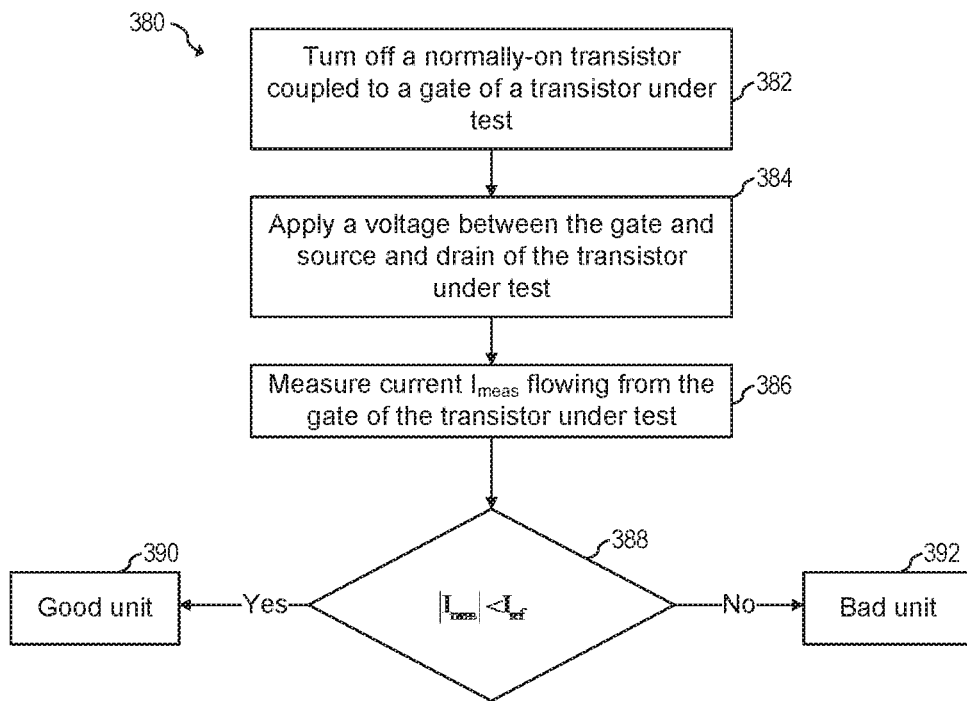 380
Turn off a normally-on transistor
coupled to a gate of a transistor under
test
382
384
Apply a voltage between the gate and
source and drain of the transistor
under test
Measure current Imeas flowing from the
gate of the transistor under test
386
388
390
392
Good unit
Yes
|Imeas| <Iref
No
Bad unit